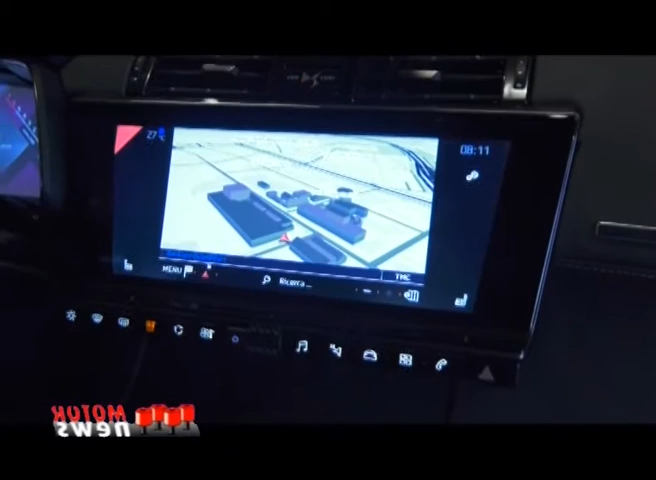 27
08:11
TMC
MENU
Ricerca...
MOTOR
news